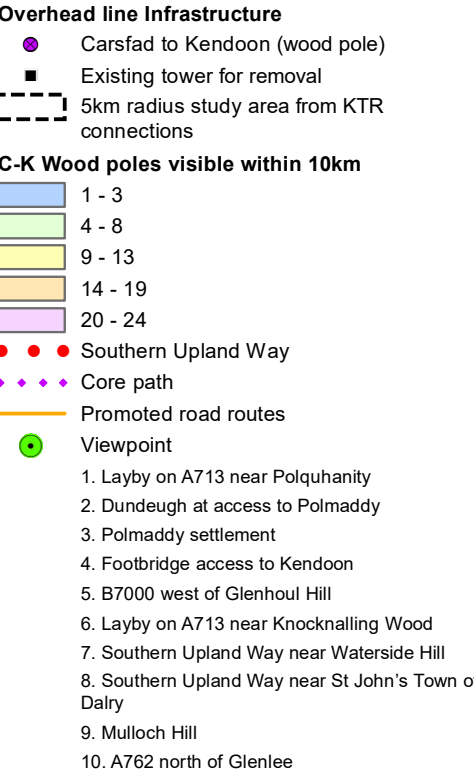 Overhead line Infrastructure
Carsfad to Kendoon (wood pole)
Existing tower for removal
5km radius study area from KTR
connections
C-K Wood poles visible within 10km
1 - 3
4 - 8
9 - 13
14 - 19
20 - 24
Southern Upland Way
Core path
Promoted road routes
Viewpoint
1. Layby on A713 near Polquhanity
2. Dundeugh at access to Polmaddy
3. Polmaddy settlement
4. Footbridge access to Kendoon
5. B7000 west of Glenhoul Hill
6. Layby on A713 near Knocknalling Wood
7. Southern Upland Way near Waterside Hill
8. Southern Upland Way near St John's Town o
Dalry
9. Mulloch Hill
10. A762 north of Glenlee